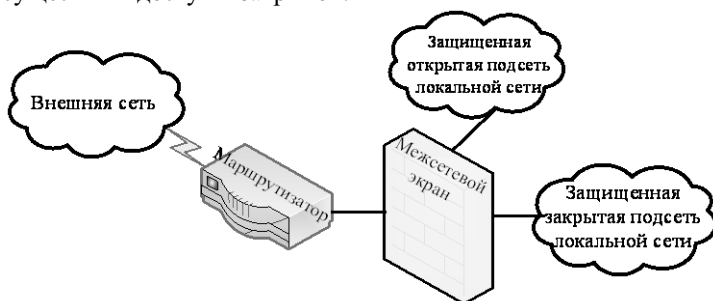 Защищенная
открытая подсеть
локальной сети
Внешняя сеть
Маршрутизатор
Межсетевой
экран
Защищенная
закрытая подсеть
локальной сети